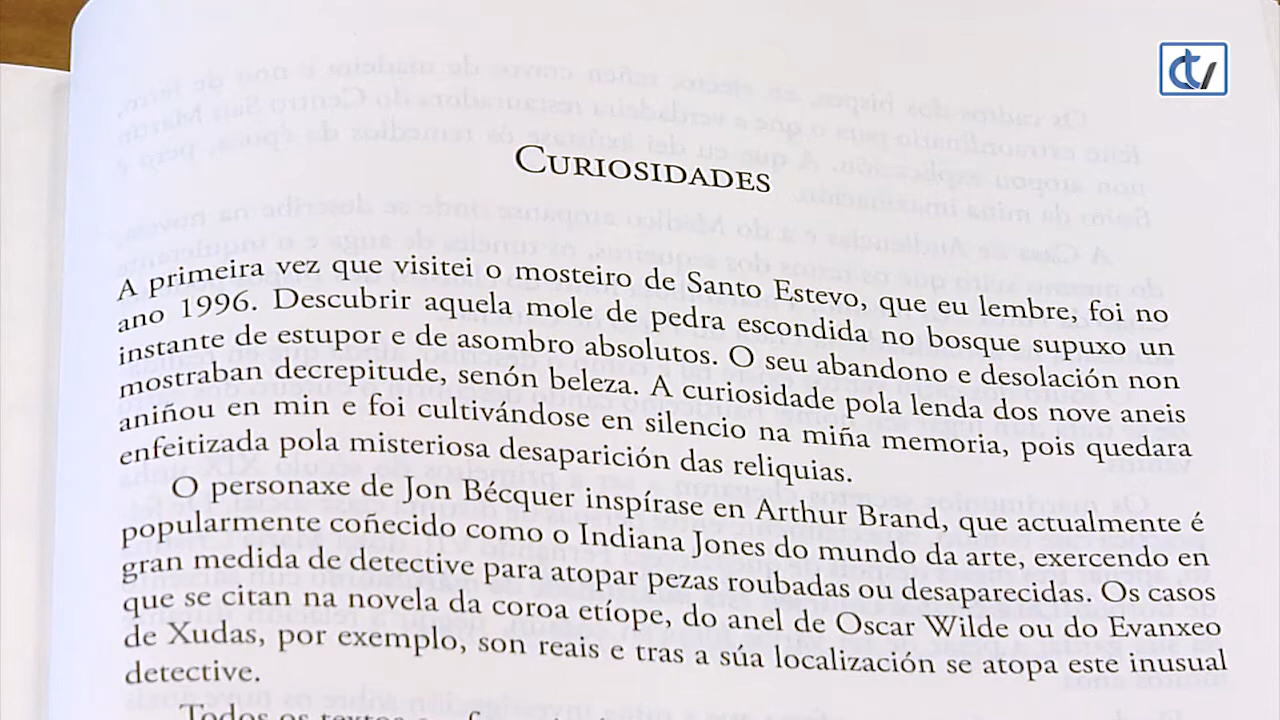 CURIOSIDADES
A primeira vez que visitei o mosteiro de Santo Estevo, que eu lembre, foi no
ano 1996. Descubrir aquela mole de pedra escondida no bosque supuxo un
instante de estupor e de asombro absolutos. O seu abandono e desolación non
mostraban decrepitude, senón beleza. A curiosidade pola lenda dos nove aneis
aniñou en min e foi cultivándose en silencio na miña memoria, pois quedara
enfeitizada pola misteriosa desaparición das reliquias.
O personaxe de Jon Bécquer inspírase en Arthur Brand, que actualmente é
popularmente coñecido como o Indiana Jones do mundo da arte, exercendo en
gran medida de detective para atopar pezas roubadas ou desaparecidas. Os casos
que se citan na novela da coroa etíope, do anel de Oscar Wilde ou do Evanxeo
de Xudas, por exemplo, son reais e tras a súa localización se atopa este inusual
detective.
Todos os textos